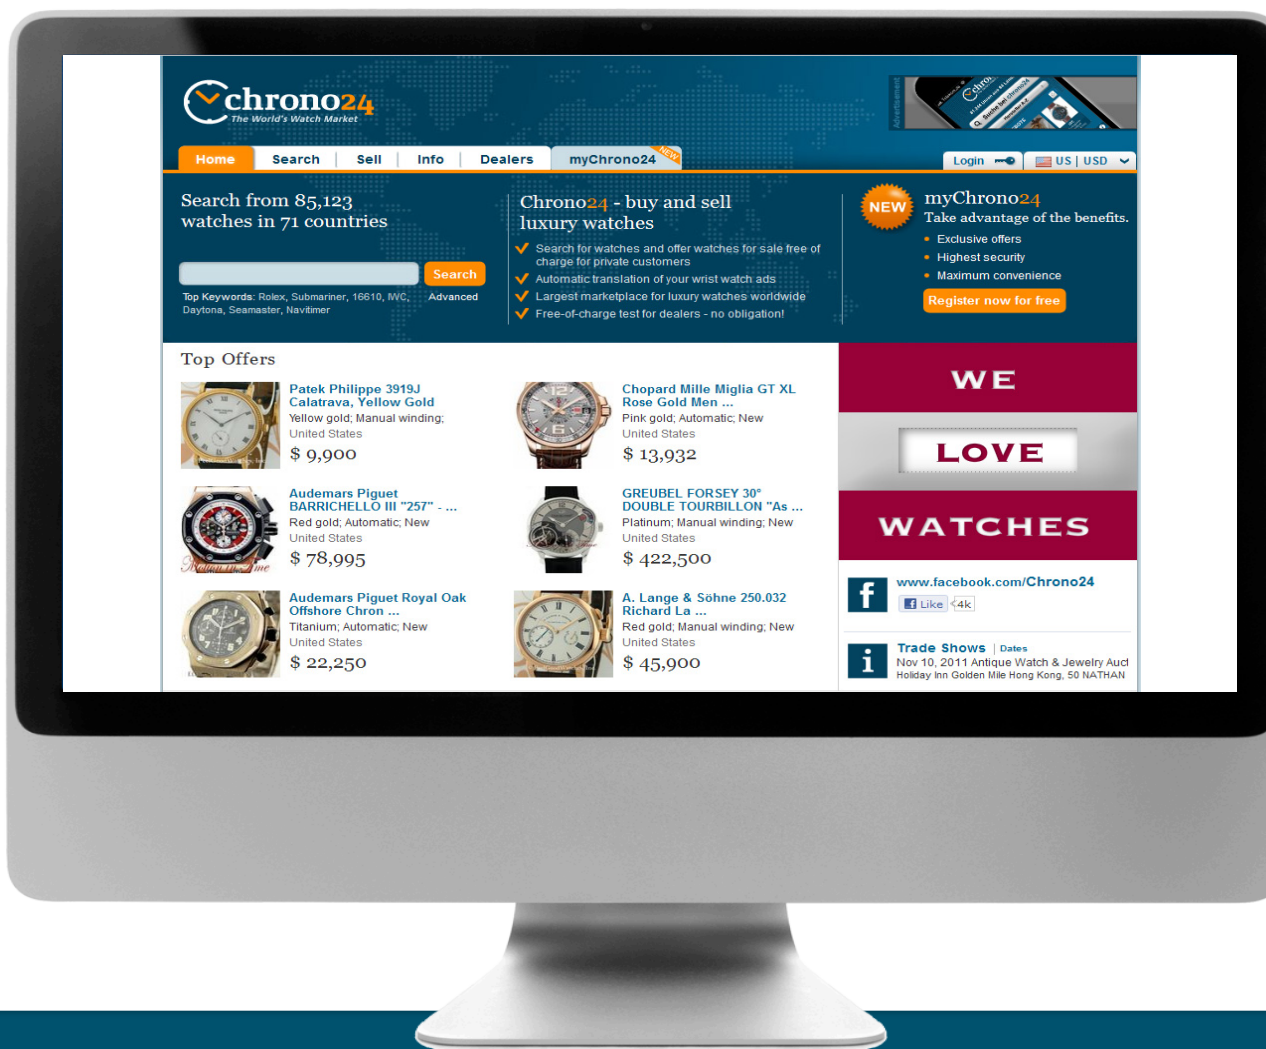 chrono24
The World's Watch Market
Advertisement
chrono
Suche bei chrono24
Home
Search
Sell
Info
Dealers
myChrono24
NEW
Login
US | USD
Search from 85,123
watches in 71 countries
Search
Top Keywords: Rolex, Submariner, 16610, IWC,
Daytona, Seamaster, Navitimer
Advanced
Chrono24 - buy and sell
luxury watches
Search for watches and offer watches for sale free of
charge for private customers
Automatic translation of your wrist watch ads
Largest marketplace for luxury watches worldwide
Free-of-charge test for dealers - no obligation!
NEW
myChrono24
Take advantage of the benefits.
Exclusive offers
Highest security
Maximum convenience
Register now for free
Top Offers
Patek Philippe 3919J
Calatrava, Yellow Gold
Yellow gold; Manual winding;
United States
$ 9,900
Chopard Mille Miglia GT XL
Rose Gold Men ...
Pink gold; Automatic; New
United States
$ 13,932
Audemars Piguet
BARRICHELLO III "257" - ...
Red gold; Automatic; New
United States
$ 78,995
GREUBEL FORSEY 30°
DOUBLE TOURBILLON "As ...
Platinum; Manual winding; New
United States
$ 422,500
Audemars Piguet Royal Oak
Offshore Chron ...
Titanium; Automatic; New
United States
$ 22,250
A. Lange & Söhne 250.032
Richard La ...
Red gold; Manual winding; New
United States
$ 45,900
WE
LOVE
WATCHES
f
www.facebook.com/Chrono24
Like
4k
i
Trade Shows | Dates
Nov 10, 2011 Antique Watch & Jewelry Auct
Holiday Inn Golden Mile Hong Kong, 50 NATHAN